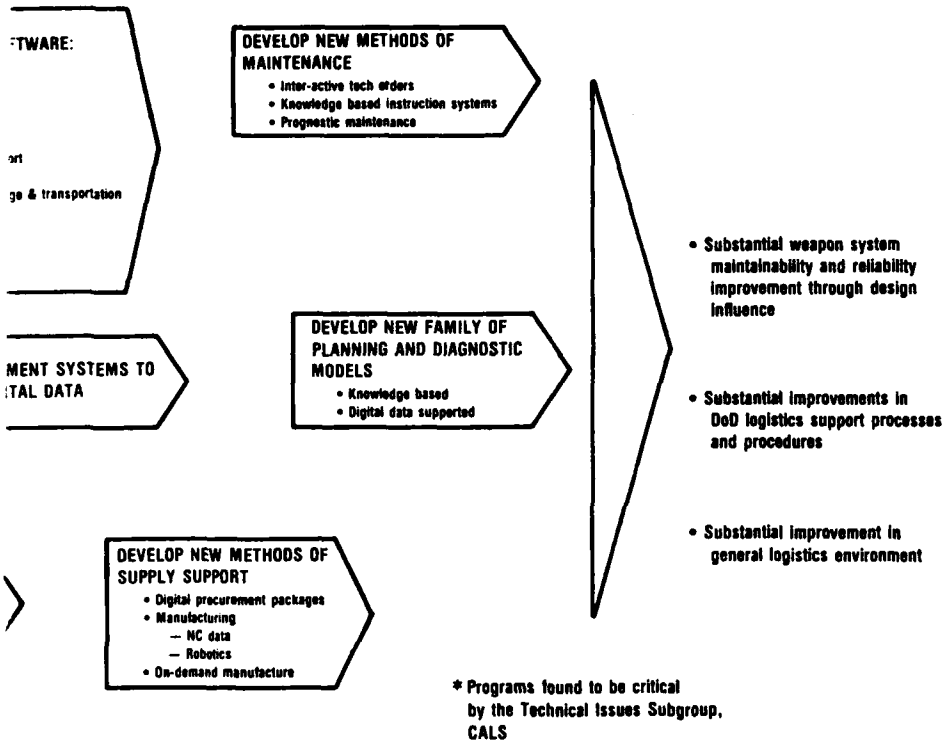 FTWARE:
ort
ge & transportation
DEVELOP NEW METHODS OF
MAINTENANCE
• Inter-active tech orders
• Knowledge based instruction systems
• Prognostic maintenance
MENT SYSTEMS TO
ITAL DATA
DEVELOP NEW FAMILY OF
PLANNING AND DIAGNOSTIC
MODELS
• Knowledge based
• Digital data supported
DEVELOP NEW METHODS OF
SUPPLY SUPPORT
• Digital procurement packages
• Manufacturing
— NC data
— Robotics
• On-demand manufacture
• Substantial weapon system
maintainability and reliability
improvement through design
influence
• Substantial improvements in
DoD logistics support processes
and procedures
• Substantial improvement in
general logistics environment
* Programs found to be critical
by the Technical Issues Subgroup,
CALS